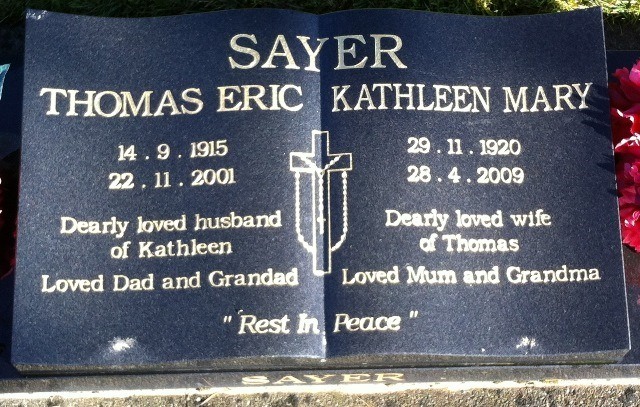 SAYER
THOMAS ERIC
14 . 9 . 1915
22 . 11 . 2001
Dearly loved husband
of Kathleen
Loved Dad and Grandad
KATHLEEN MARY
29 . 11 . 1920
28 . 4 . 2009
Dearly loved wife
of Thomas
Loved Mum and Grandma
" Rest In Peace "
SAYER